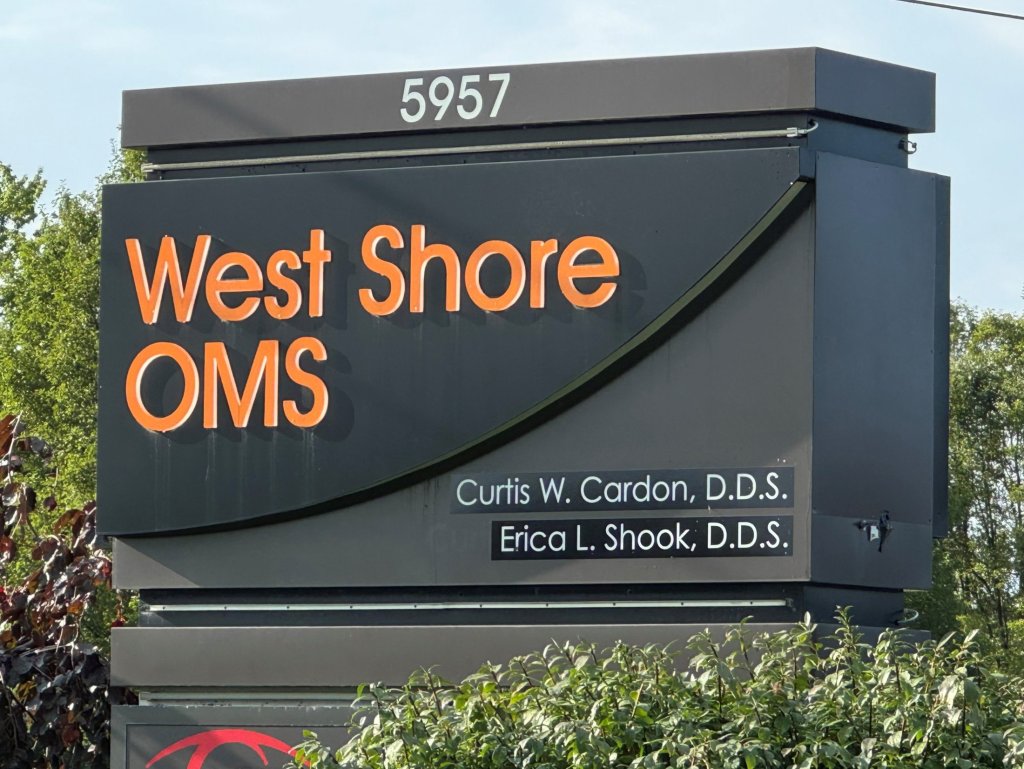 5957
West Shore
OMS
Curtis W. Cardon, D.D.S.
Erica L. Shook, D.D.S.